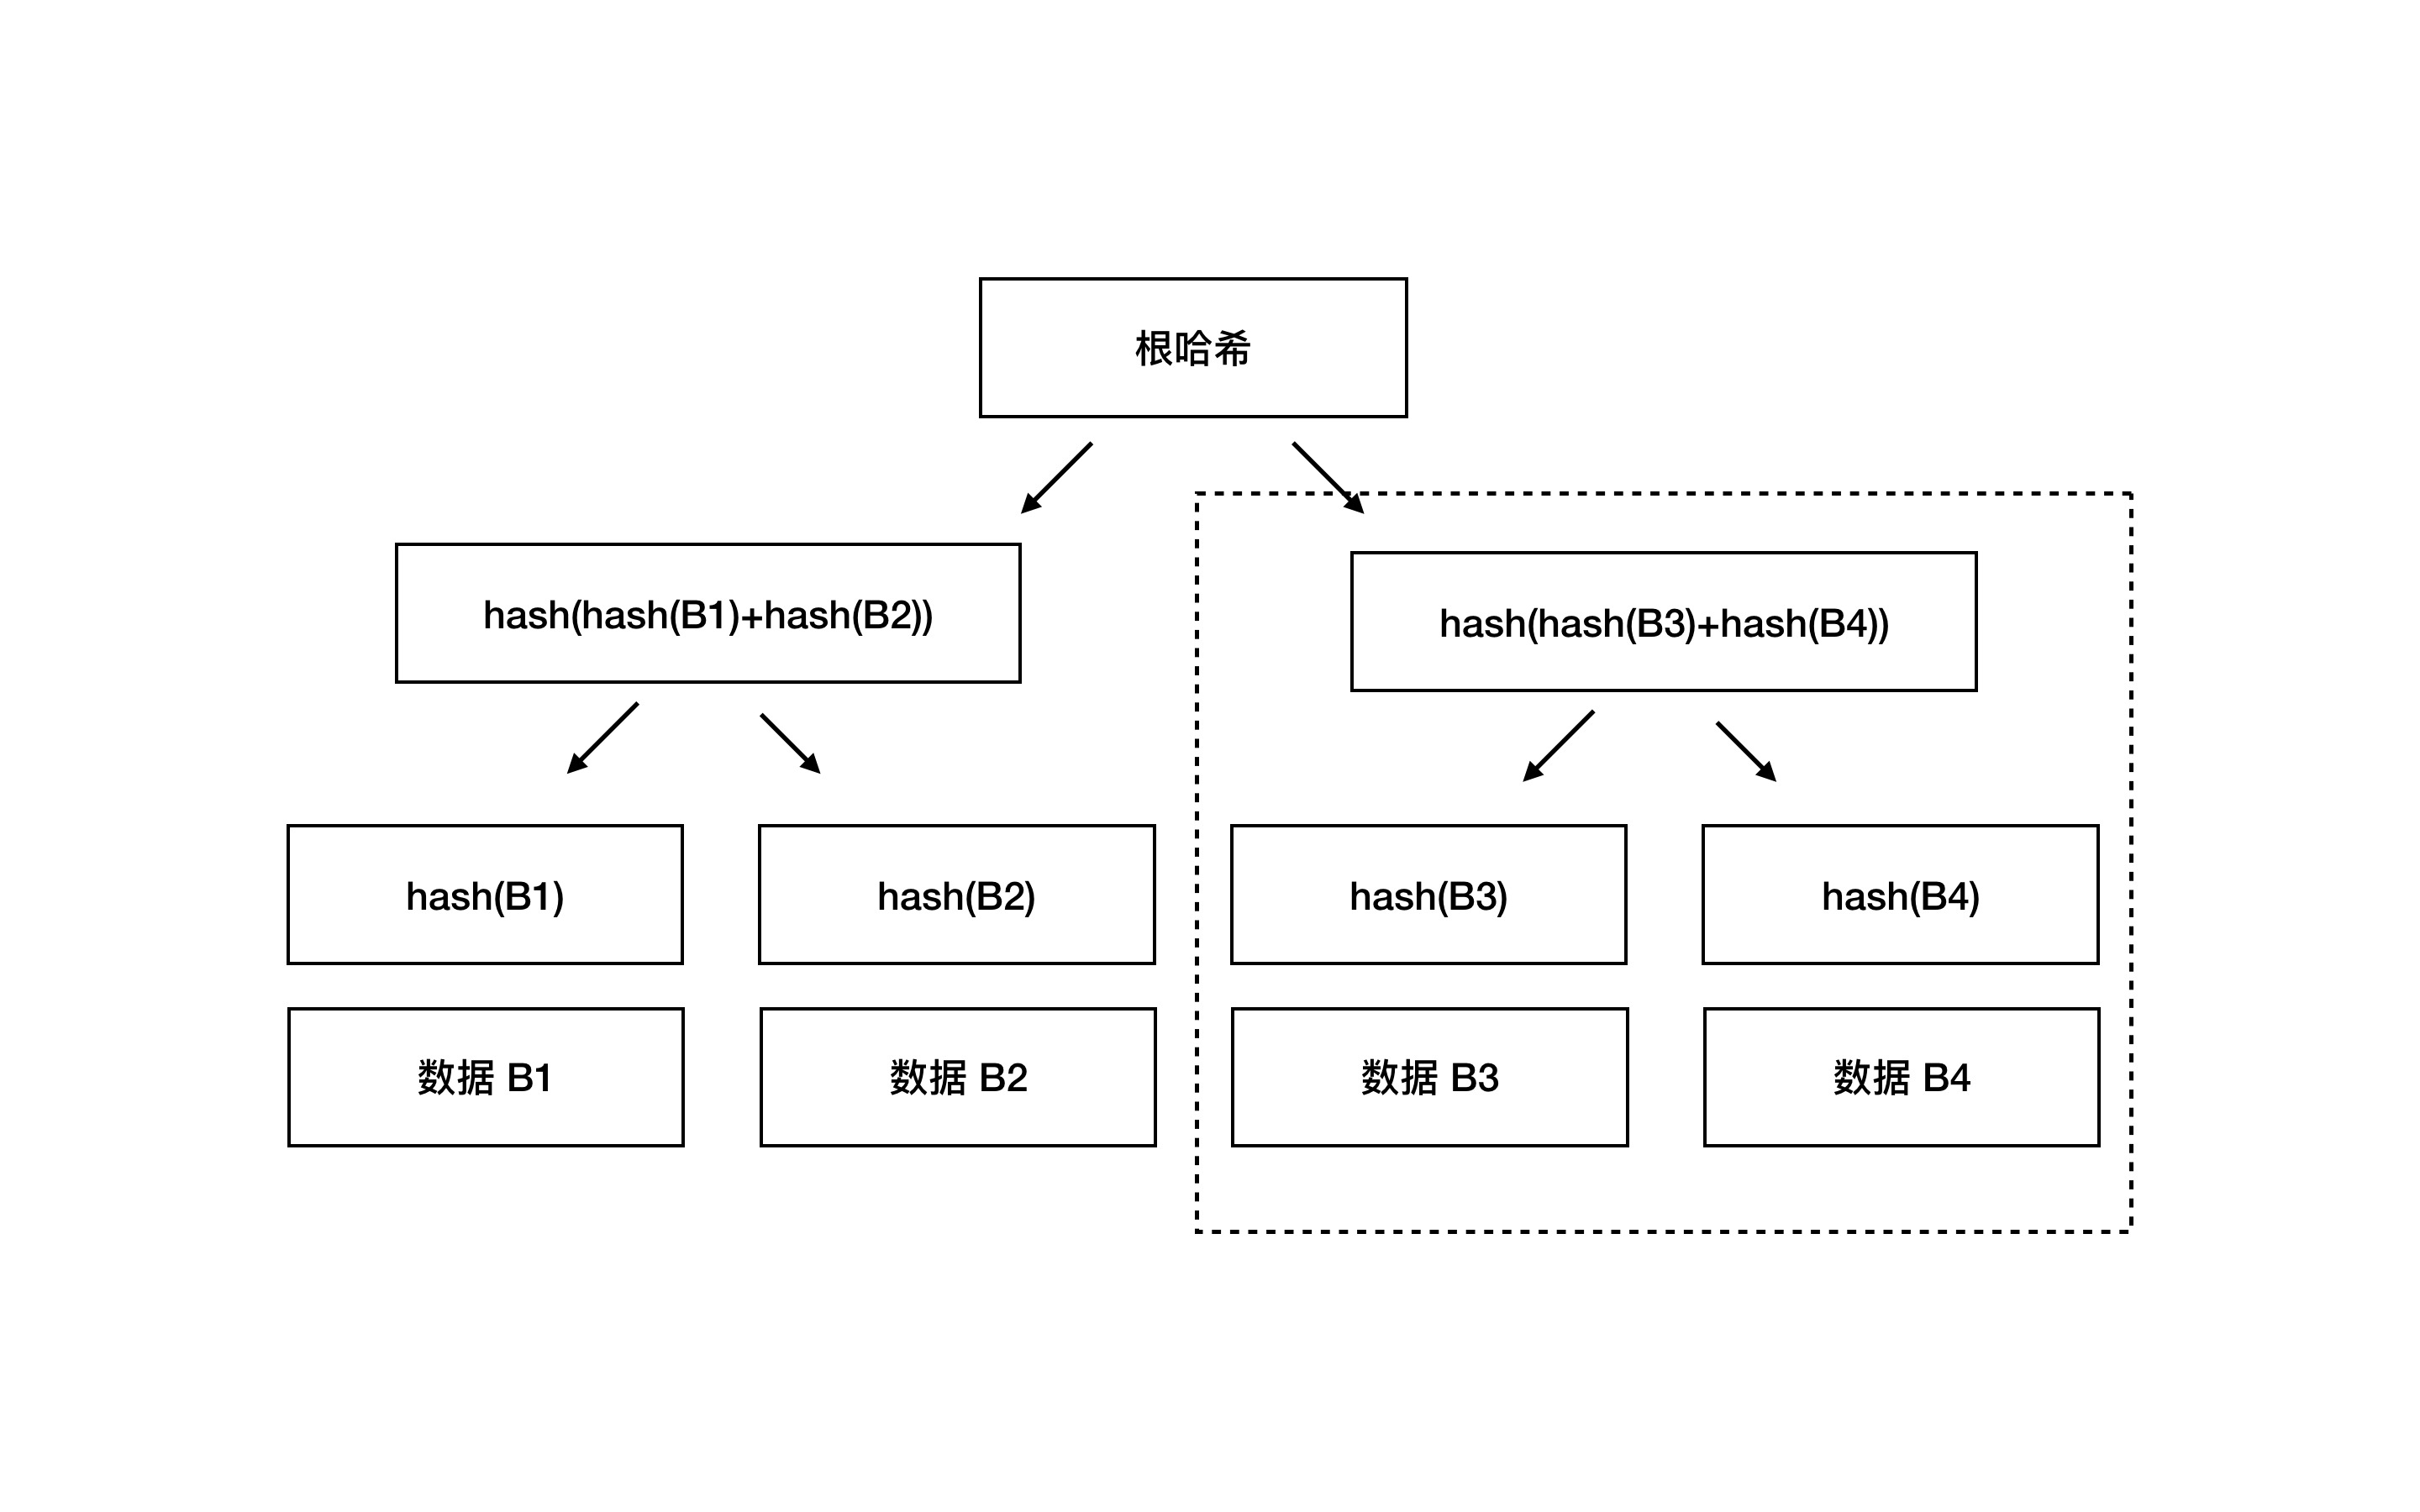 根哈希
hash(hash(B1)+hash(B2))
hash(hash(B3)+hash(B4))
hash(B1)
hash(B2)
hash(B3)
hash(B4)
数据 B1
数据 B2
数据 B3
数据 B4